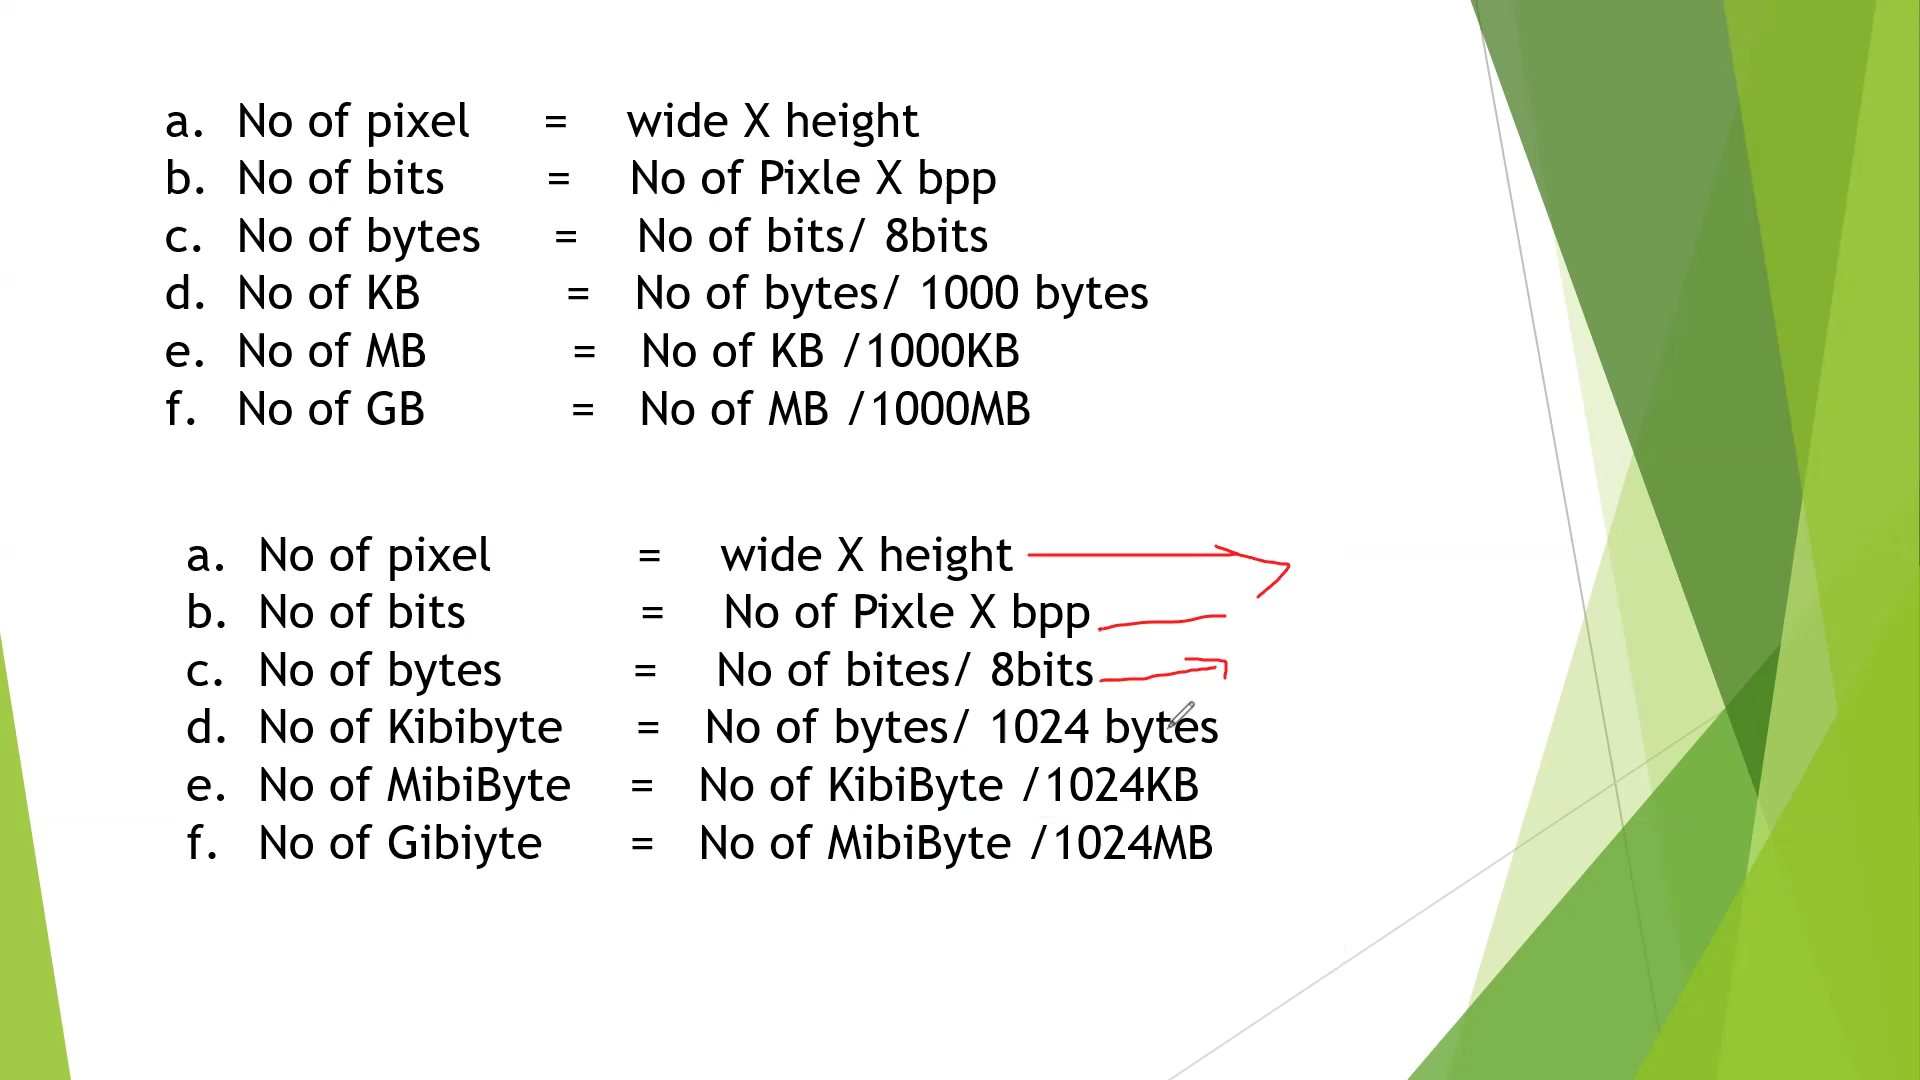 a. No of pixel = wide X height
b. No of bits = No of Pixle X bpp
c. No of bytes = No of bits/ 8bits
d. No of KB = No of bytes/ 1000 bytes
e. No of MB = No of KB /1000KB
f. No of GB = No of MB /1000MB
a. No of pixel = wide X height
b. No of bits = No of Pixle X bpp
c. No of bytes = No of bites/ 8bits
d. No of Kibibyte = No of bytes/ 1024 bytes
e. No of MibiByte = No of KibiByte /1024KB
f. No of Gibiyte = No of MibiByte /1024MB